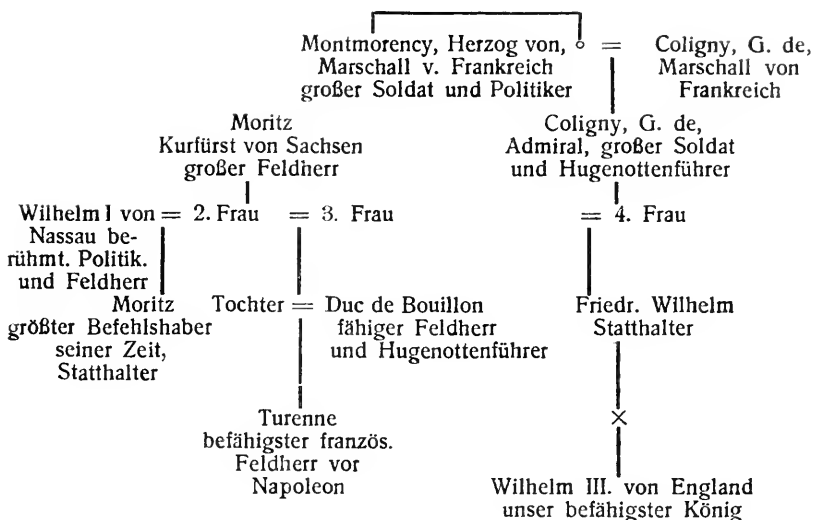 Montmorency, Herzog von, = Coligny, G. de,
Marschall v. Frankreich Marschall von
großer Soldat und Politiker Frankreich
Moritz Coligny, G. de,
Kurfürst von Sachsen Admiral, großer Soldat
großer Feldherr und Hugenottenführer
Wilhelm I von = 2. Frau = 3. Frau = 4. Frau
Nassau be-
rühmt. Politik.
und Feldherr
Moritz Tochter = Duc de Bouillon Friedr. Wilhelm
größter Befehlshaber fähiger Feldherr Statthalter
seiner Zeit, und Hugenottenführer
Statthalter
Turenne ×
befähigster französ.
Feldherr vor
Napoleon Wilhelm III. von England
unser befähigster König